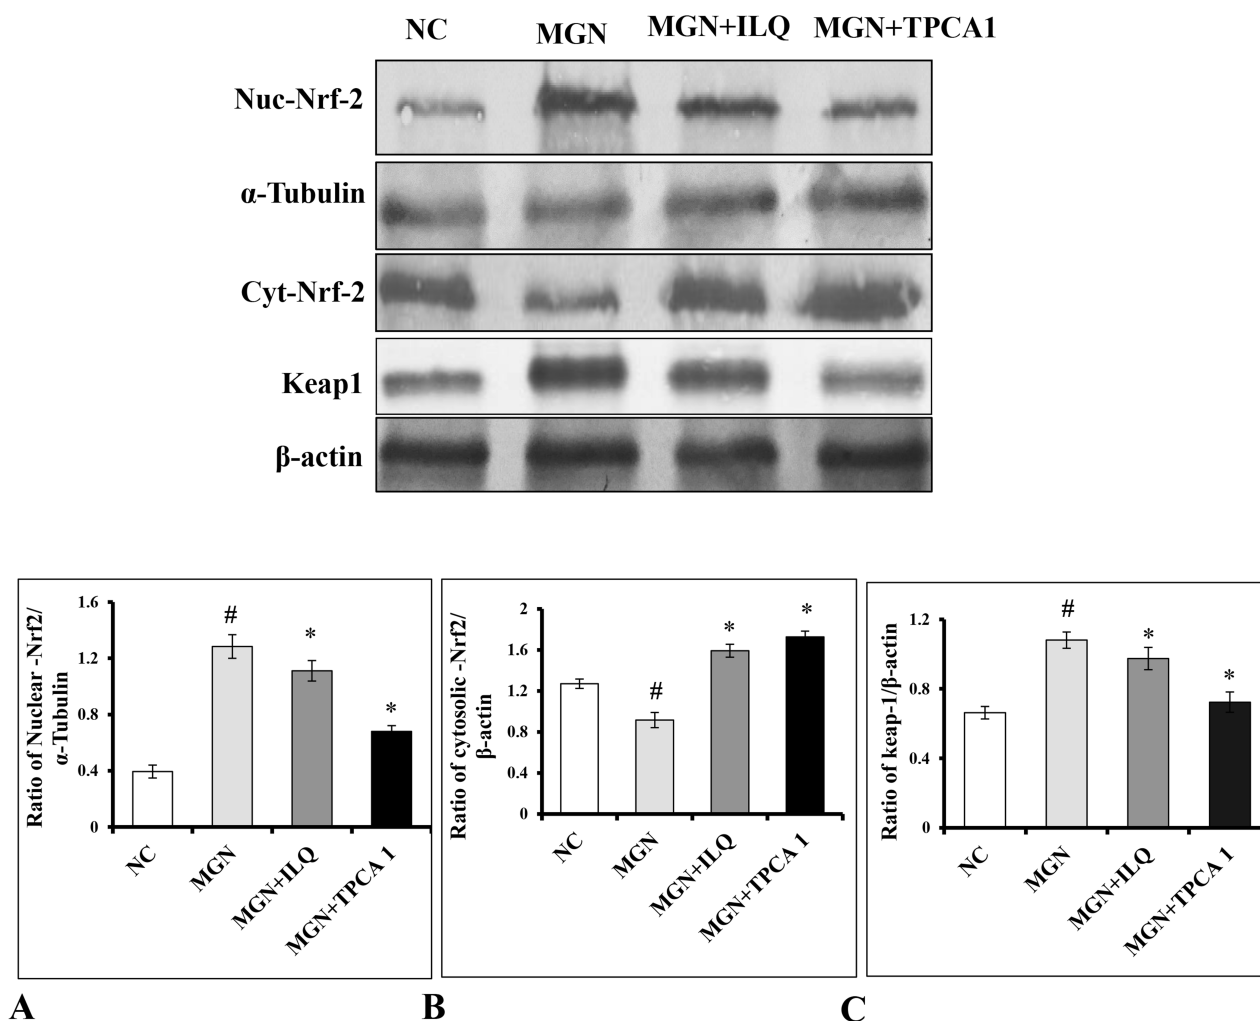 NC MGN MGN+ILQ MGN+TPCA1
Nuc-Nrf-2
α-Tubulin
Cyt-Nrf-2
Keap1
β-actin
Ratio of Nuclear -Nrf2/
α-Tubulin
1.6
1.2
0.8
0.4
0
#
*
*
NC
MGN
MGN+ILQ
MGN+TPCA 1
A
Ratio of cytosolic -Nrf2/
β-actin
2
1.6
1.2
0.8
0.4
0
#
*
*
NC
MGN
MGN+ILQ
MGN+TPCA 1
B
Ratio of keap-1/β-actin
1.2
0.8
0.4
0
#
*
*
NC
MGN
MGN+ILQ
MGN+TPCA 1
C